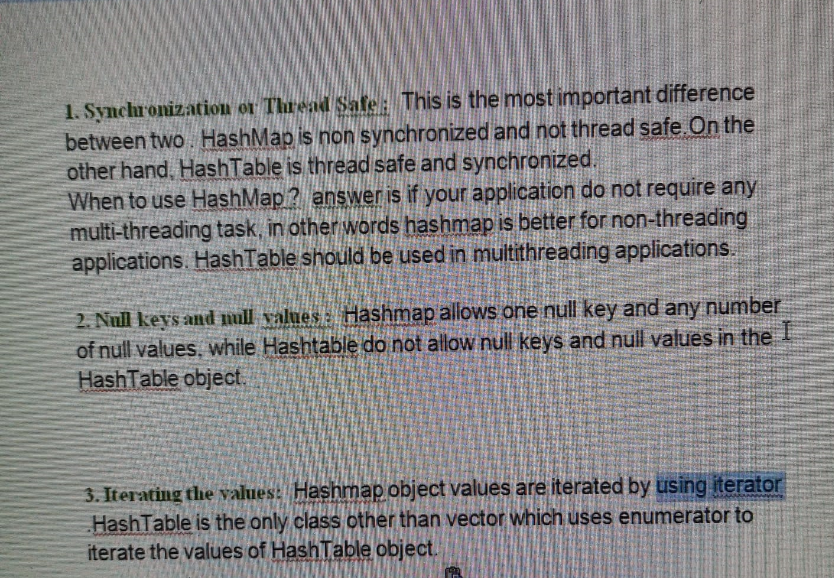 1. Synchronization or Thread Safe : This is the most important difference
between two . HashMap is non synchronized and not thread safe.On the
other hand, HashTable is thread safe and synchronized.
When to use HashMap ? answer is if your application do not require any
multi-threading task, in other words hashmap is better for non-threading
applications. HashTable should be used in multithreading applications.
2. Null keys and null values : Hashmap allows one null key and any number
of null values, while Hashtable do not allow null keys and null values in the
HashTable object.
3. Iterating the values: Hashmap object values are iterated by using iterator
.HashTable is the only class other than vector which uses enumerator to
iterate the values of HashTable object.